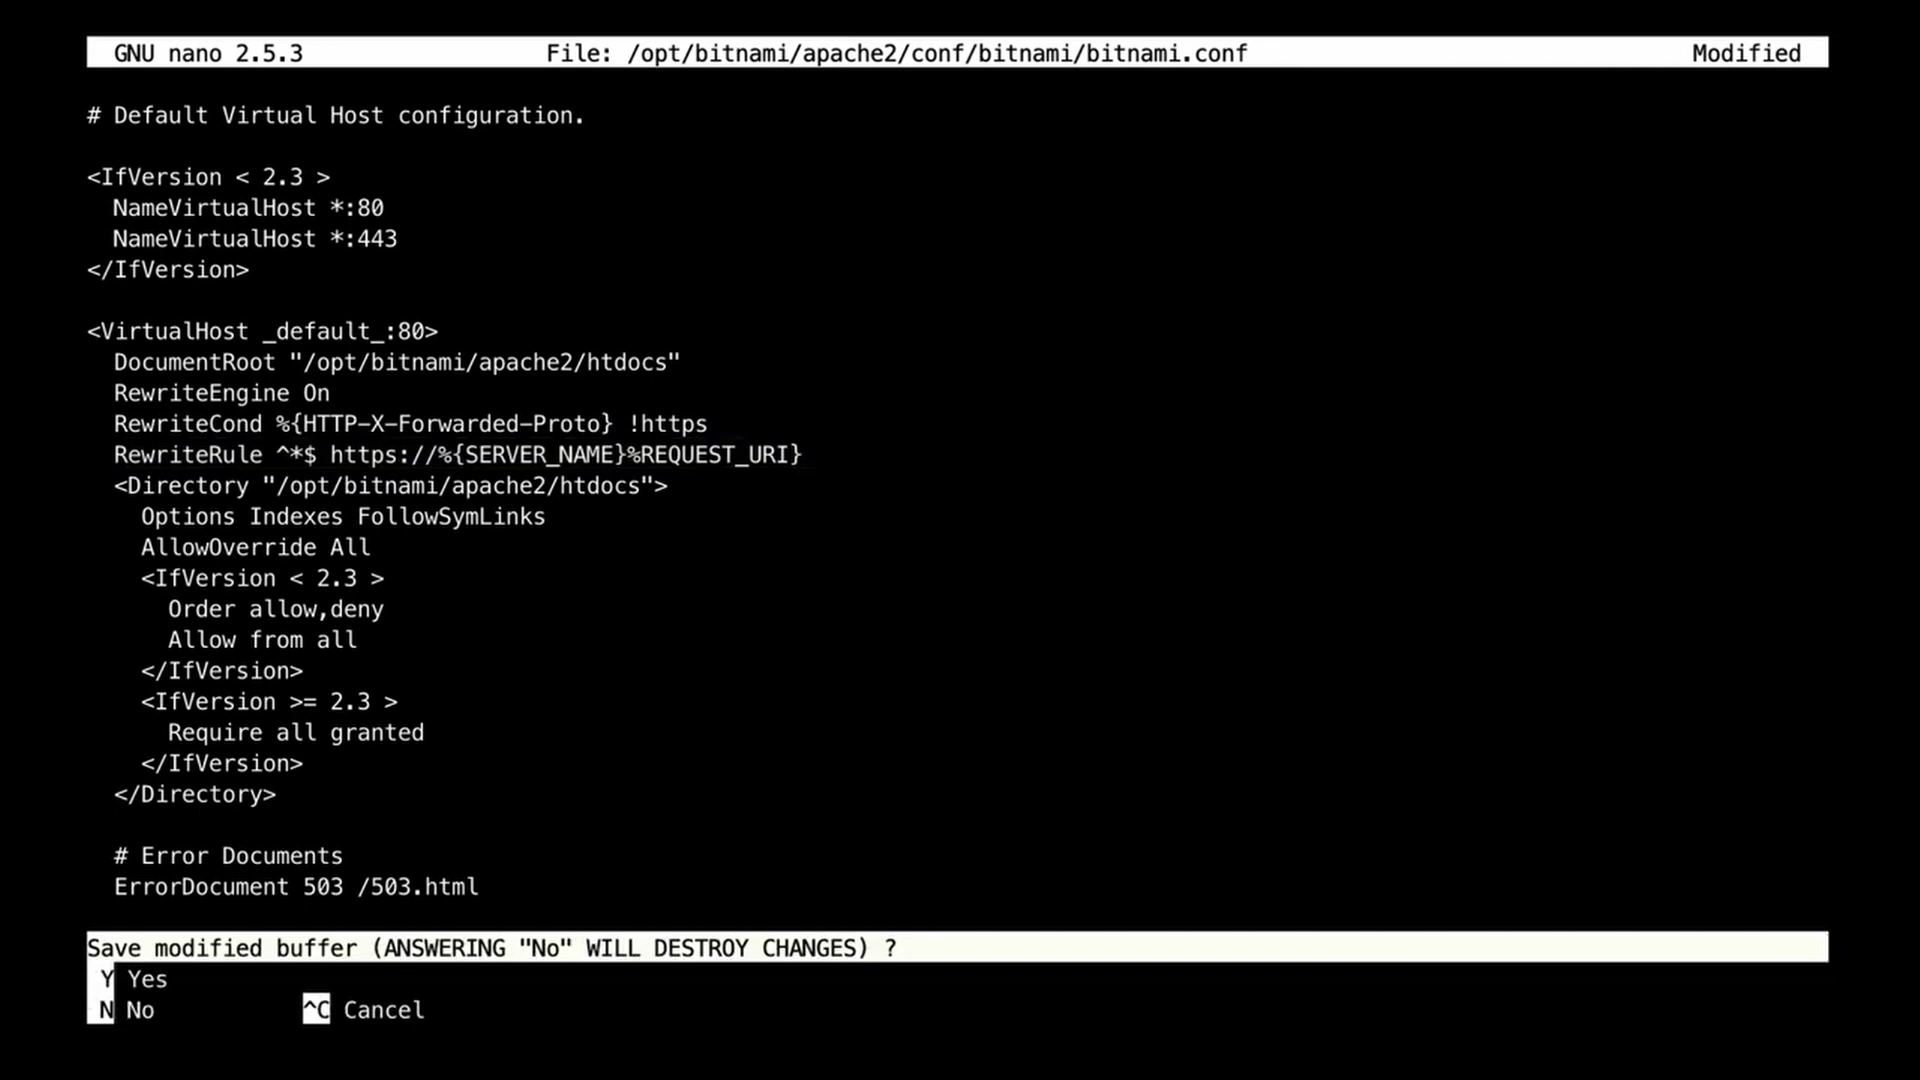 GNU nano 2.5.3 File: /opt/bitnami/apache2/conf/bitnami/bitnami.conf Modified
# Default Virtual Host configuration.
<IfVersion < 2.3 >
  NameVirtualHost *:80
  NameVirtualHost *:443
</IfVersion>
<VirtualHost _default_:80>
  DocumentRoot "/opt/bitnami/apache2/htdocs"
  RewriteEngine On
  RewriteCond %{HTTP-X-Forwarded-Proto} !https
  RewriteRule ^*$ https://%{SERVER_NAME}%REQUEST_URI}
  <Directory "/opt/bitnami/apache2/htdocs">
    Options Indexes FollowSymLinks
    AllowOverride All
    <IfVersion < 2.3 >
      Order allow,deny
      Allow from all
    </IfVersion>
    <IfVersion >= 2.3 >
      Require all granted
    </IfVersion>
  </Directory>
  # Error Documents
  ErrorDocument 503 /503.html
Save modified buffer (ANSWERING "No" WILL DESTROY CHANGES) ?
Y Yes
N No ^C Cancel